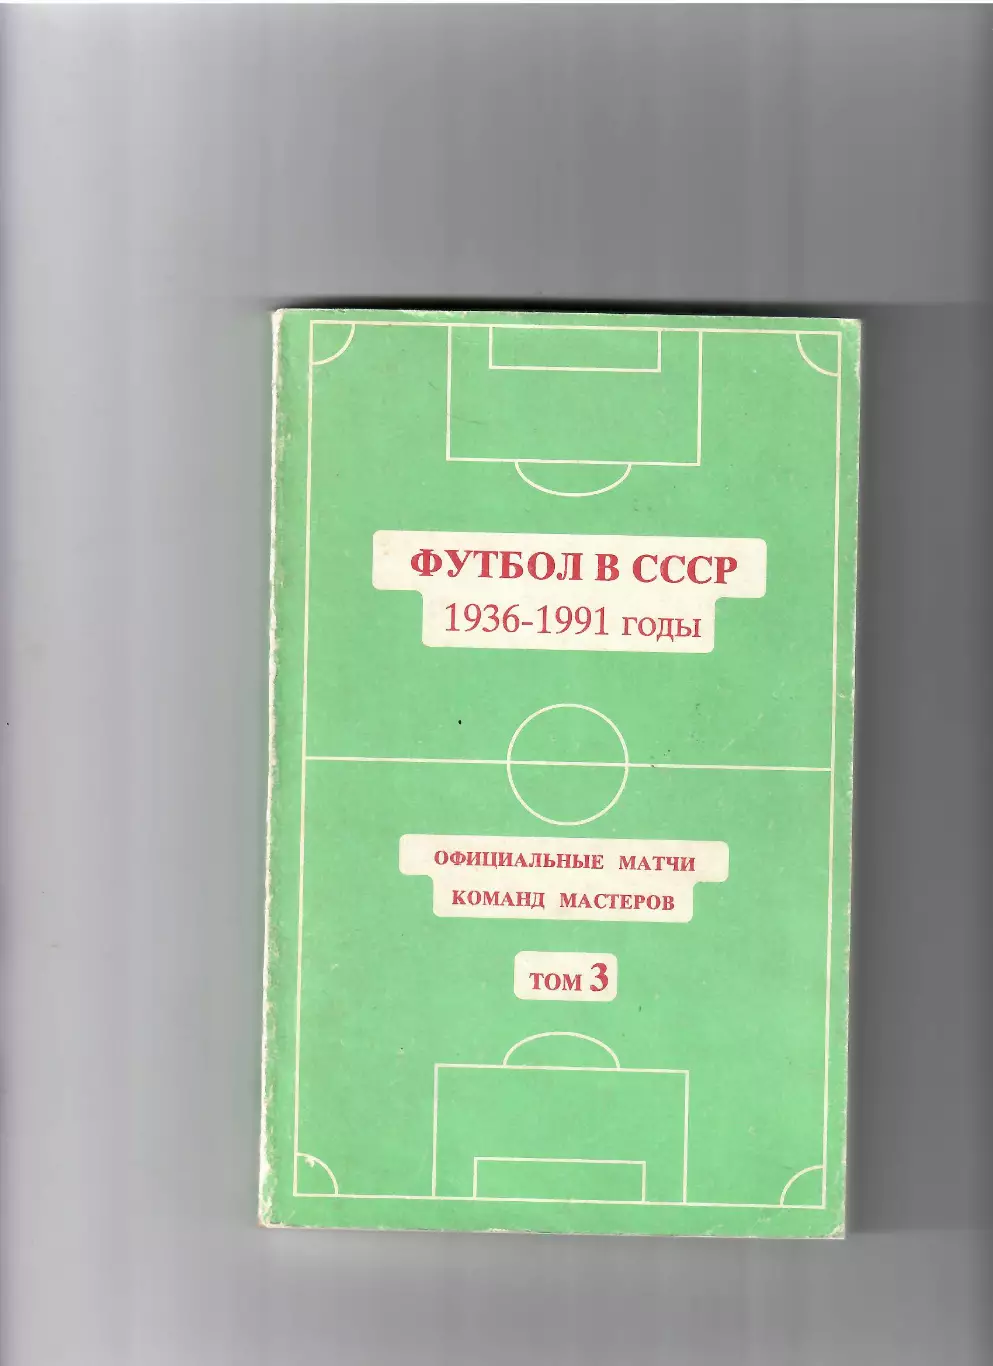 ФУТБОЛ В СССР
1936-1991 ГОДЫ
ОФИЦИАЛЬНЫЕ МАТЧИ
КОМАНД МАСТЕРОВ
ТОМ 3